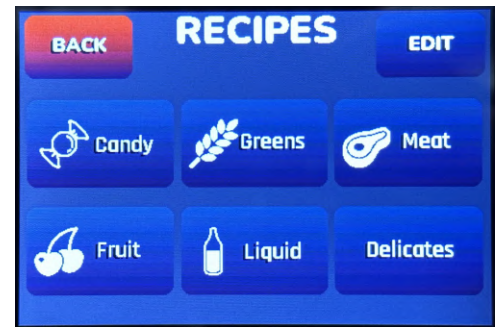 BACK
RECIPES
EDIT
Candy
Greens
Meat
Fruit
Liquid
Delicates